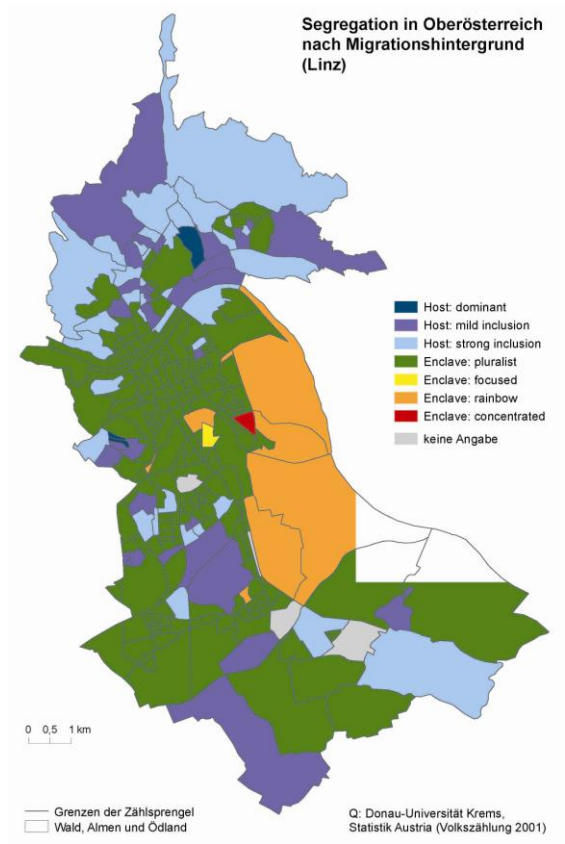 Segregation in Oberösterreich
nach Migrationshintergrund
(Linz)
Host: dominant
Host: mild inclusion
Host: strong inclusion
Enclave: pluralist
Enclave: focused
Enclave: rainbow
Enclave: concentrated
keine Angabe
0 0,5 1 km
Grenzen der Zählsprengel
Wald, Almen und Ödland
Q: Donau-Universität Krems,
Statistik Austria (Volkszählung 2001)